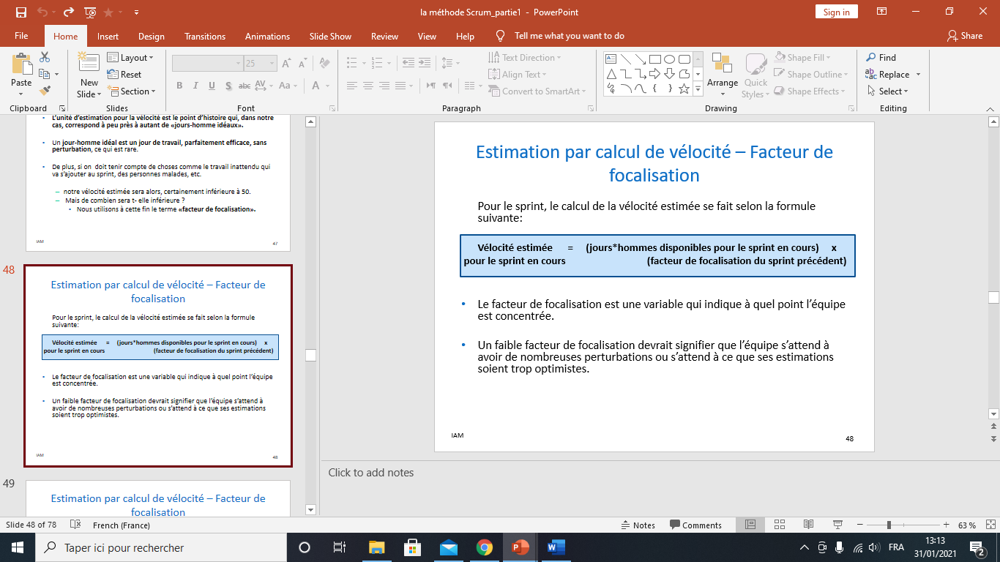 la méthode Scrum_partie1 - PowerPoint
Sign in
File Home Insert Design Transitions Animations Slide Show Review View Help Tell me what you want to do Share
Paste
New Slide
Layout
Reset
Section
25
B I U S abc AV Aa A
Text Direction
Align Text
Convert to SmartArt
Arrange
Quick Styles
Shape Fill
Shape Outline
Shape Effects
Find
Replace
Select
Clipboard Slides Font Paragraph Drawing Editing
L'unité d'estimation pour la vélocité est le point d'histoire qui, dans notre
cas, correspond à peu près à autant de «jours-homme idéaux».
Un jour-homme idéal est un jour de travail, parfaitement efficace, sans
perturbation, ce qui est rare.
De plus, si on doit tenir compte de choses comme le travail inattendu qui
va s'ajouter au sprint, des personnes malades, etc.
– notre vélocité estimée sera alors, certainement inférieure à 50.
– Mais de combien sera t- elle inférieure ?
• Nous utilisons à cette fin le terme «facteur de focalisation».
IAM 47
48
Estimation par calcul de vélocité – Facteur de
focalisation
Pour le sprint, le calcul de la vélocité estimée se fait selon la formule
suivante:
Vélocité estimée = (jours*hommes disponibles pour le sprint en cours) x
pour le sprint en cours (facteur de focalisation du sprint précédent)
• Le facteur de focalisation est une variable qui indique à quel point l'équipe
est concentrée.
• Un faible facteur de focalisation devrait signifier que l'équipe s'attend à
avoir de nombreuses perturbations ou s'attend à ce que ses estimations
soient trop optimistes.
IAM 48
49
Estimation par calcul de vélocité – Facteur de
focalisation
Estimation par calcul de vélocité – Facteur de
focalisation
Pour le sprint, le calcul de la vélocité estimée se fait selon la formule
suivante:
Vélocité estimée = (jours*hommes disponibles pour le sprint en cours) x
pour le sprint en cours (facteur de focalisation du sprint précédent)
• Le facteur de focalisation est une variable qui indique à quel point l'équipe
est concentrée.
• Un faible facteur de focalisation devrait signifier que l'équipe s'attend à
avoir de nombreuses perturbations ou s'attend à ce que ses estimations
soient trop optimistes.
IAM 48
Click to add notes
Slide 48 of 78 French (France) Notes Comments 63 %
Taper ici pour rechercher
FRA
13:13
31/01/2021
2